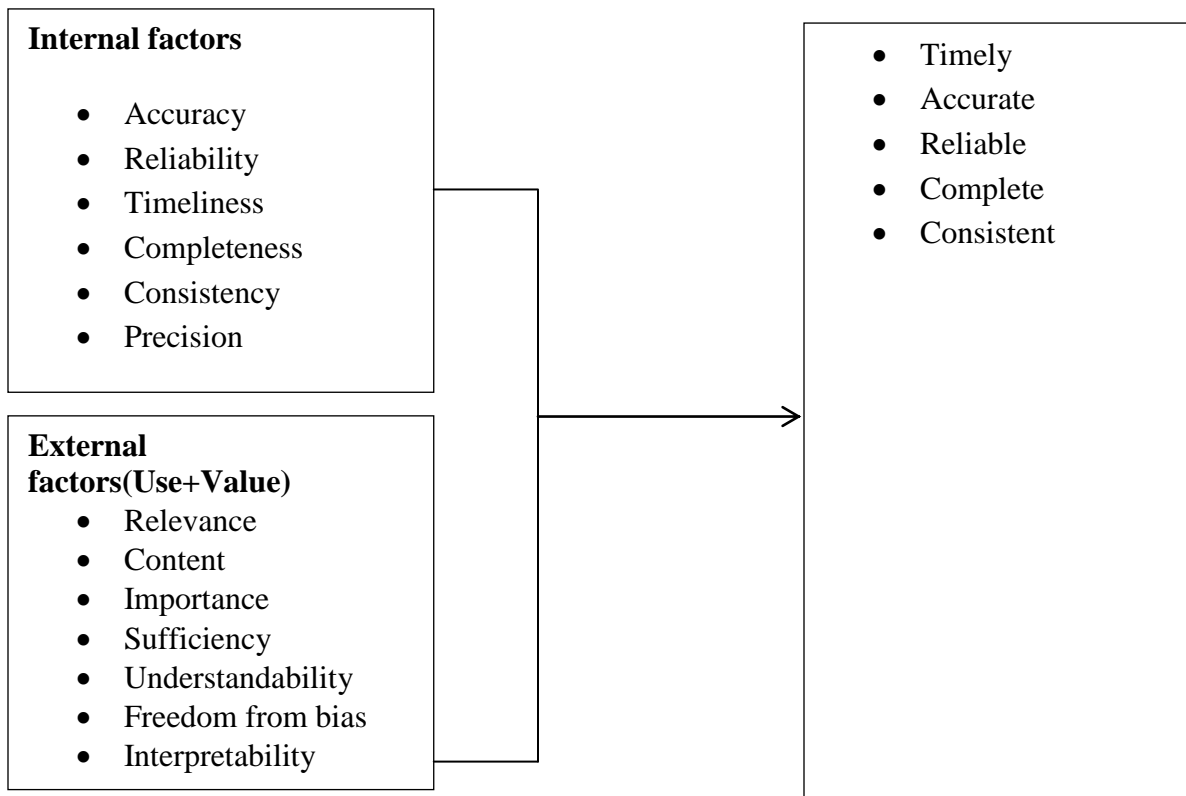 Internal factors
• Accuracy
• Reliability
• Timeliness
• Completeness
• Consistency
• Precision
External
factors(Use+Value)
• Relevance
• Content
• Importance
• Sufficiency
• Understandability
• Freedom from bias
• Interpretability
• Timely
• Accurate
• Reliable
• Complete
• Consistent